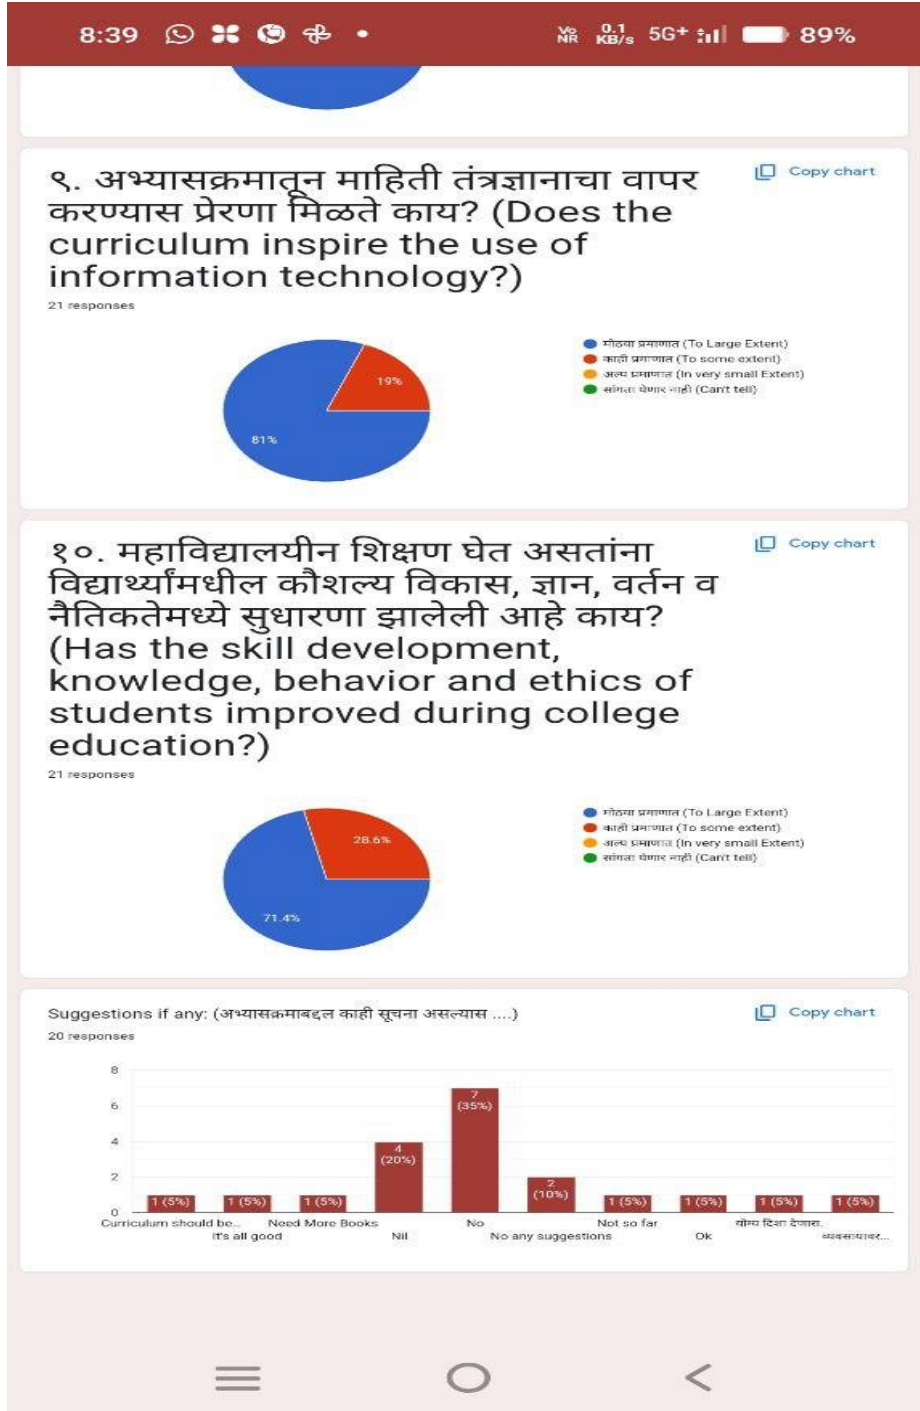 8:39
Vo NR 0.1 KB/s 5G+ 89%
९. अभ्यासक्रमातून माहिती तंत्रज्ञानाचा वापर
करण्यास प्रेरणा मिळते काय? (Does the
curriculum inspire the use of
information technology?)
Copy chart
21 responses
मोठ्या प्रमाणात (To Large Extent)
काही प्रमाणात (To some extent)
अल्प प्रमाणात (In very small Extent)
सांगता येणार नाही (Can't tell)
19%
81%
१०. महाविद्यालयीन शिक्षण घेत असतांना
विद्यार्थ्यांमधील कौशल्य विकास, ज्ञान, वर्तन व
नैतिकतेमध्ये सुधारणा झालेली आहे काय?
(Has the skill development,
knowledge, behavior and ethics of
students improved during college
education?)
Copy chart
21 responses
मोठ्या प्रमाणात (To Large Extent)
काही प्रमाणात (To some extent)
अल्प प्रमाणात (In very small Extent)
सांगता येणार नाही (Can't tell)
28.6%
71.4%
Suggestions if any: (अभ्यासक्रमाबद्दल काही सूचना असल्यास ....)
Copy chart
20 responses
8
6
4
2
0
1 (5%) 1 (5%) 1 (5%) 4 (20%) 7 (35%) 2 (10%) 1 (5%) 1 (5%) 1 (5%) 1 (5%)
Curriculum should be... Need More Books No Not so far योग्य दिशा देणारा.
It's all good Nil No any suggestions Ok व्यवसायावर...